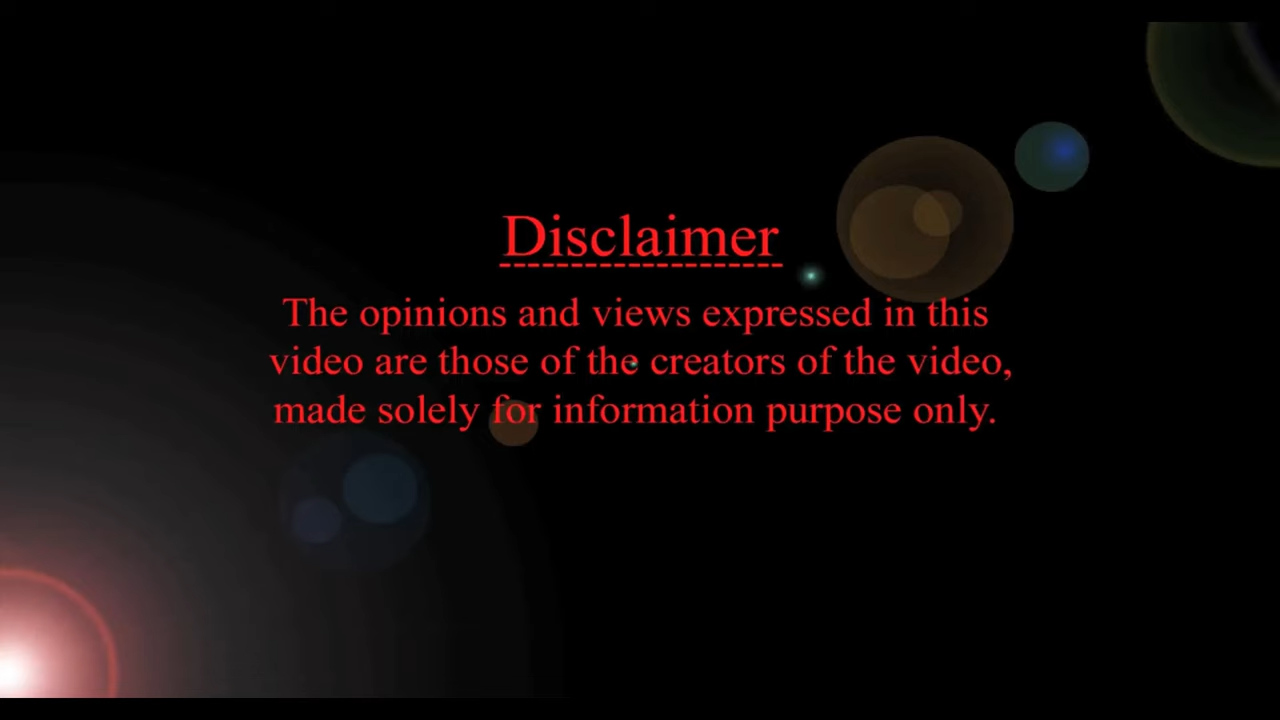 Disclaimer
The opinions and views expressed in this
video are those of the creators of the video,
made solely for information purpose only.